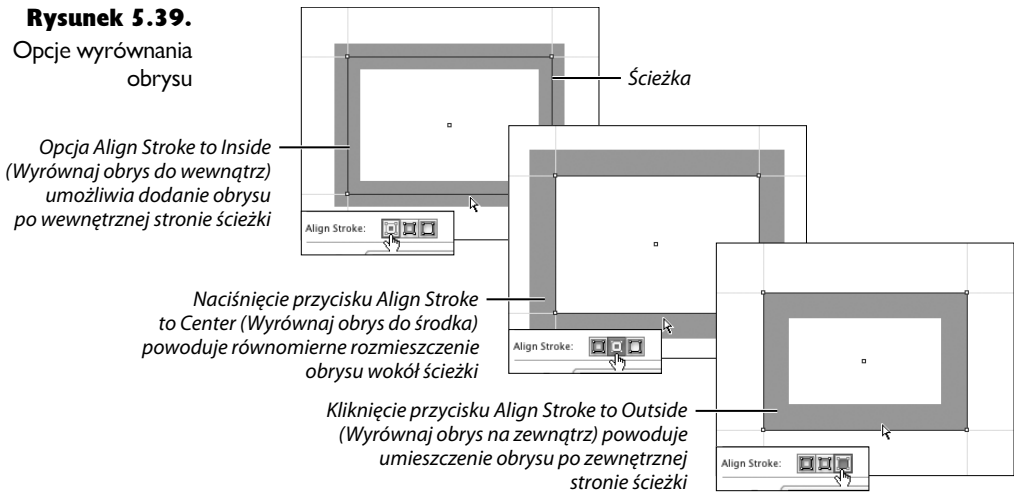 Rysunek 5.39.
Opcje wyrównania
obrysu
Ścieżka
Opcja Align Stroke to Inside
(Wyrównaj obrys do wewnątrz)
umożliwia dodanie obrysu
po wewnętrznej stronie ścieżki
Align Stroke:
Naciśnięcie przycisku Align Stroke
to Center (Wyrównaj obrys do środka)
powoduje równomierne rozmieszczenie
obrysu wokół ścieżki
Align Stroke:
Kliknięcie przycisku Align Stroke to Outside
(Wyrównaj obrys na zewnątrz) powoduje
umieszczenie obrysu po zewnętrznej
stronie ścieżki
Align Stroke: